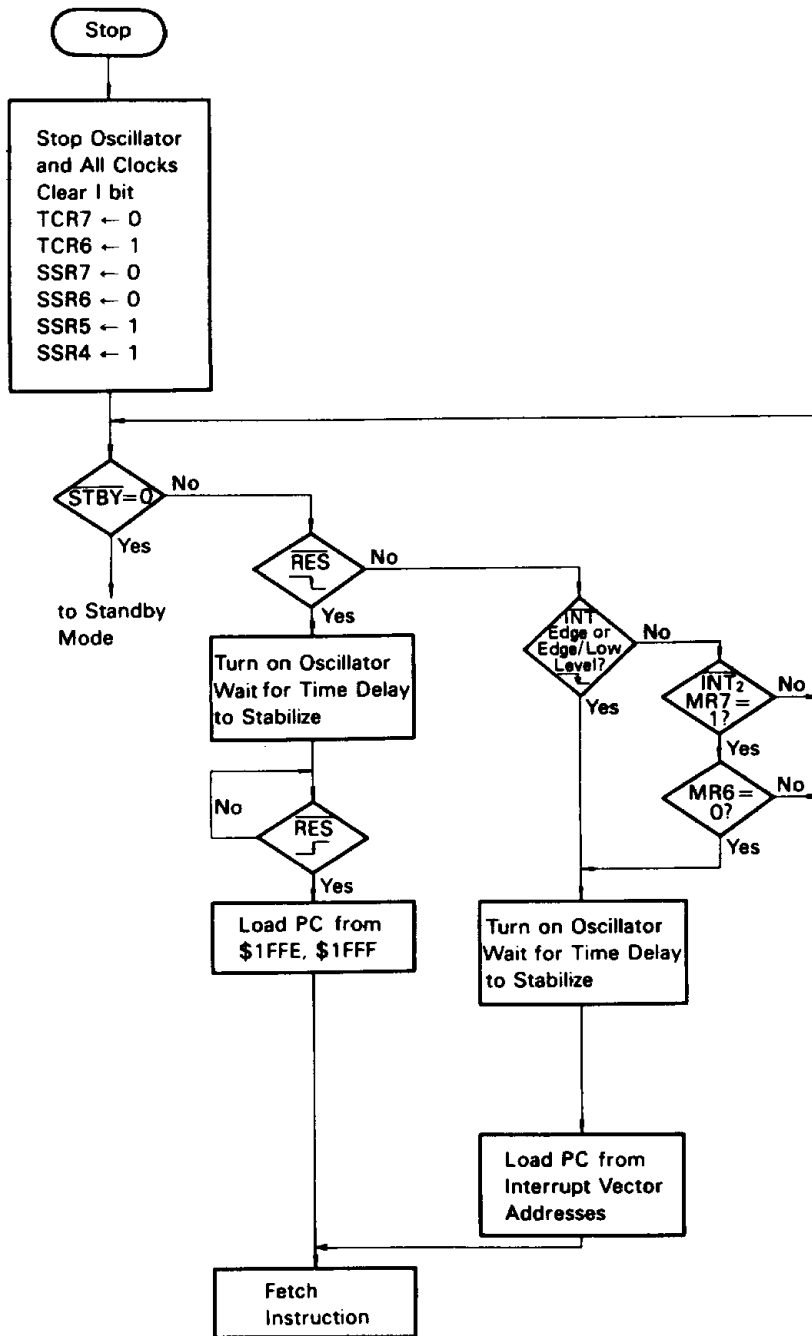 Stop
Stop Oscillator
and All Clocks
Clear I bit
TCR7 ← 0
TCR6 ← 1
SSR7 ← 0
SSR6 ← 0
SSR5 ← 1
SSR4 ← 1
STBY=0
No
Yes
to Standby
Mode
RES
No
Yes
Turn on Oscillator
Wait for Time Delay
to Stabilize
No
RES
Yes
Load PC from
$1FFE, $1FFF
INT
Edge or
Edge/Low
Level?
No
Yes
INT2
MR7=
1?
No
Yes
MR6=
0?
No
Yes
Turn on Oscillator
Wait for Time Delay
to Stabilize
Load PC from
Interrupt Vector
Addresses
Fetch
Instruction